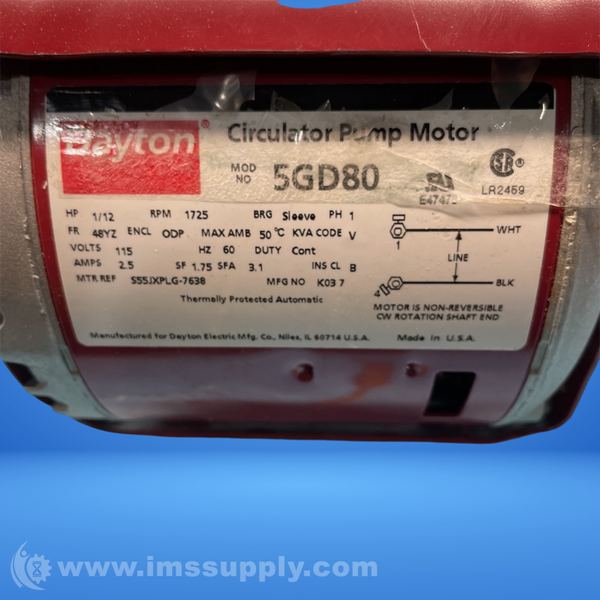 Dayton® Circulator Pump Motor
MOD NO 5GD80
LR2459
HP 1/12 RPM 1725 BRG Sleeve PH 1
FR 48YZ ENCL ODP MAX AMB 50°C KVA CODE V
VOLTS 115 HZ 60 DUTY Cont
AMPS 2.5 SF 1.75 SFA 3.1 INS CL B
MTR REF S55JXPLG-7638 MFG NO K03 7
Thermally Protected Automatic
1 WHT
LINE
BLK
MOTOR IS NON-REVERSIBLE
CW ROTATION SHAFT END
Manufactured for Dayton Electric Mfg. Co., Niles, IL 60714 U.S.A. Made in U.S.A.
www.imssupply.com